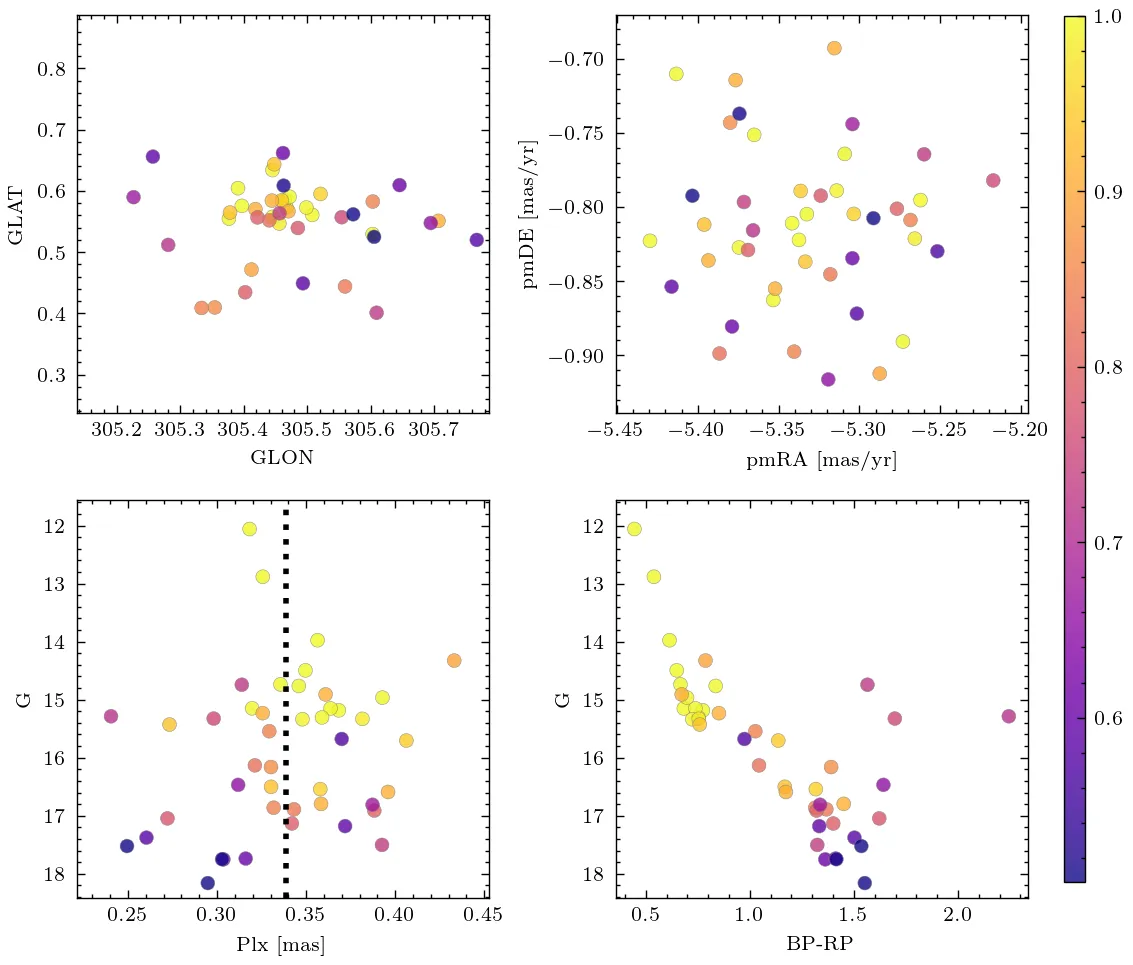 0.8
0.7
0.6
0.5
0.4
0.3
GLAT
305.2 305.3 305.4 305.5 305.6 305.7
GLON
−0.70
−0.75
−0.80
−0.85
−0.90
pmDE [mas/yr]
−5.45 −5.40 −5.35 −5.30 −5.25 −5.20
pmRA [mas/yr]
12
13
14
15
16
17
18
G
0.25 0.30 0.35 0.40 0.45
Plx [mas]
12
13
14
15
16
17
18
G
0.5 1.0 1.5 2.0
BP-RP
1.0
0.9
0.8
0.7
0.6